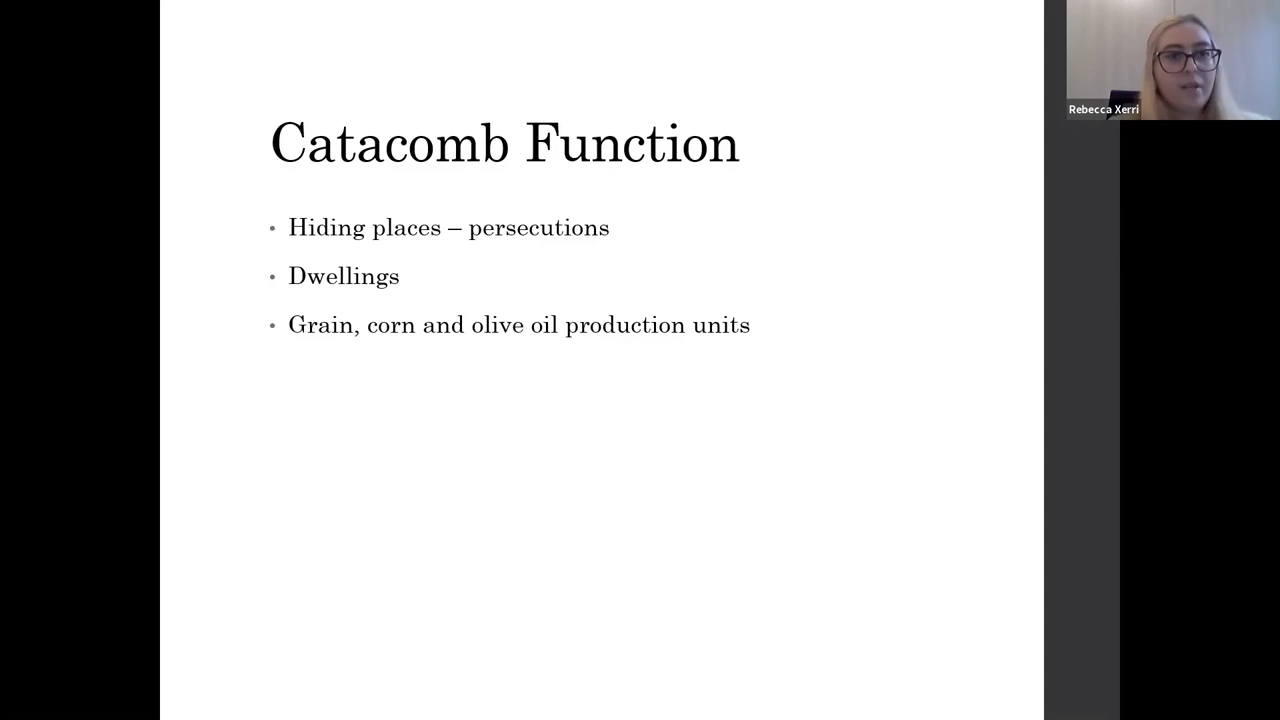 Catacomb Function
• Hiding places – persecutions
• Dwellings
• Grain, corn and olive oil production units
Rebecca Xerri